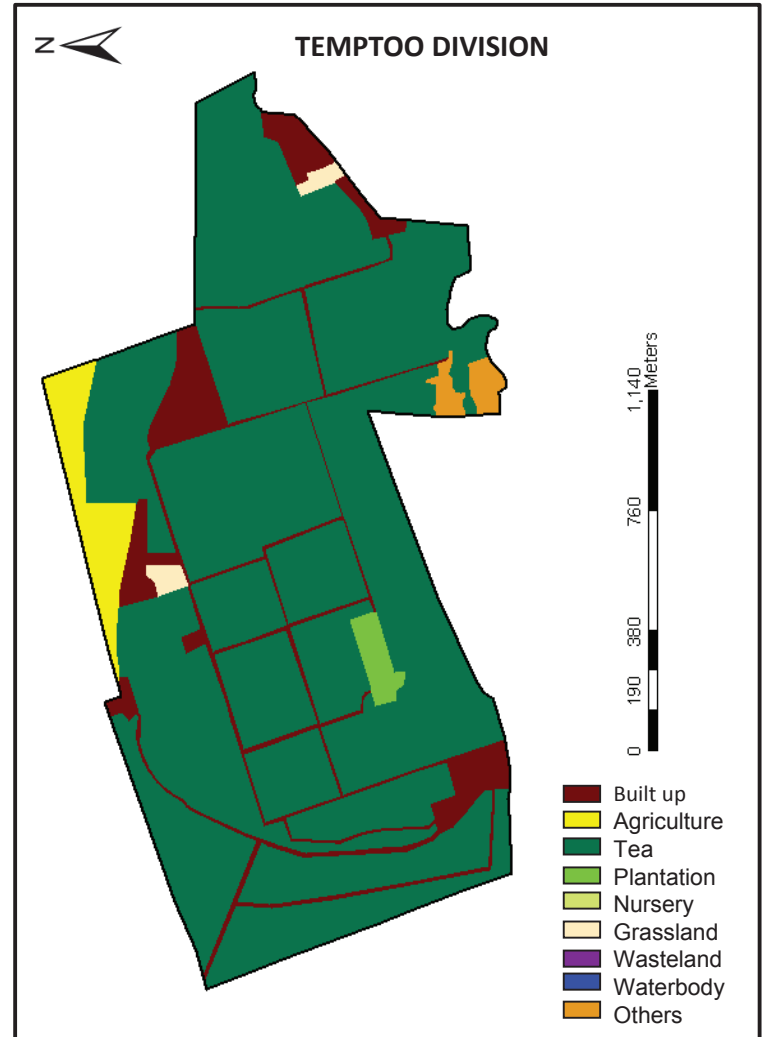 N
TEMPTOO DIVISION
1,140
Meters
760
380
190
0
Built up
Agriculture
Tea
Plantation
Nursery
Grassland
Wasteland
Waterbody
Others